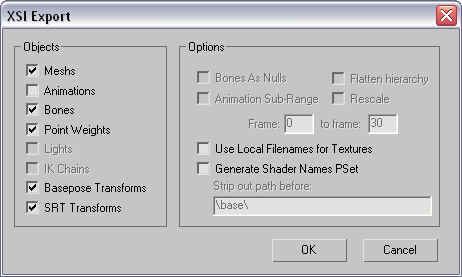 XSI Export
Objects
Meshs
Animations
Bones
Point Weights
Lights
IK Chains
Basepose Transforms
SRT Transforms
Options
Bones As Nulls
Flatten hierarchy
Animation Sub-Range
Rescale
Frame: 0 to frame: 30
Use Local Filenames for Textures
Generate Shader Names PSet
Strip out path before:
\base\
OK
Cancel